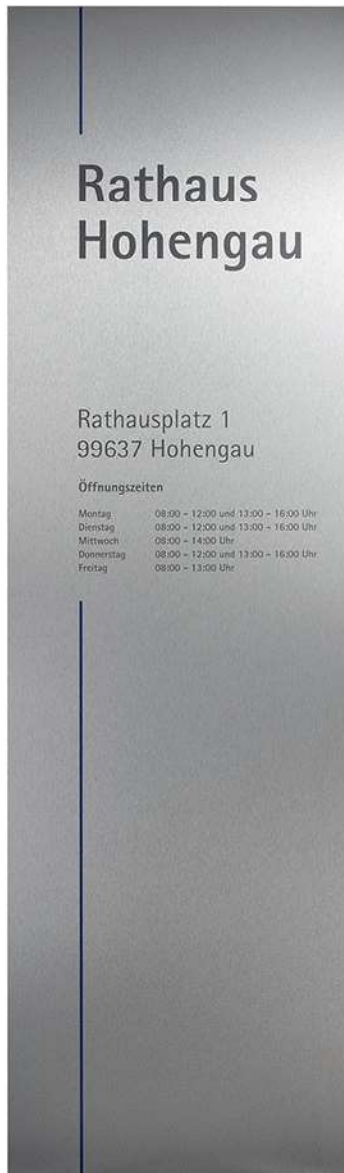 Rathaus
Hohengau
Rathausplatz 1
99637 Hohengau
Öffnungszeiten
Montag 08:00 – 12:00 und 13:00 – 16:00 Uhr
Dienstag 08:00 – 12:00 und 13:00 – 16:00 Uhr
Mittwoch 08:00 – 14:00 Uhr
Donnerstag 08:00 – 12:00 und 13:00 – 16:00 Uhr
Freitag 08:00 – 13:00 Uhr